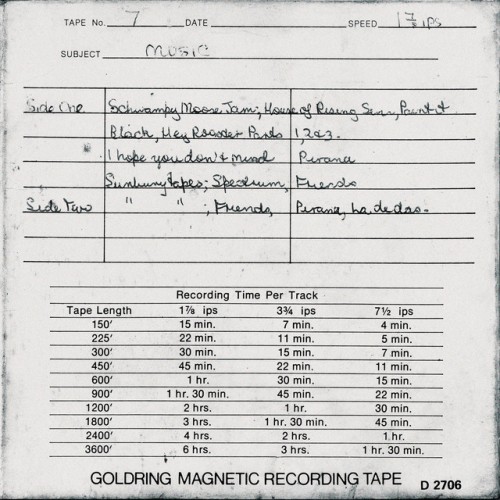 TAPE No. 7 DATE SPEED 1 7/8 ips
SUBJECT MUSIC
Side One Schwampy Moose Jam; House of Rising Sun, Paint it
Black, Hey Rooster Parts 1, 2 & 3.
I hope you don't mind Pirana
Sunbury tapes; Spectrum, Friends
Side Two " " ; Friends, Pirana, La de das.
Recording Time Per Track
Tape Length 1⅞ ips 3¾ ips 7½ ips
150' 15 min. 7 min. 4 min.
225' 22 min. 11 min. 5 min.
300' 30 min. 15 min. 7 min.
450' 45 min. 22 min. 11 min.
600' 1 hr. 30 min. 15 min.
900' 1 hr. 30 min. 45 min. 22 min.
1200' 2 hrs. 1 hr. 30 min.
1800' 3 hrs. 1 hr. 30 min. 45 min.
2400' 4 hrs. 2 hrs. 1 hr.
3600' 6 hrs. 3 hrs. 1 hr. 30 min.
GOLDRING MAGNETIC RECORDING TAPE D 2706